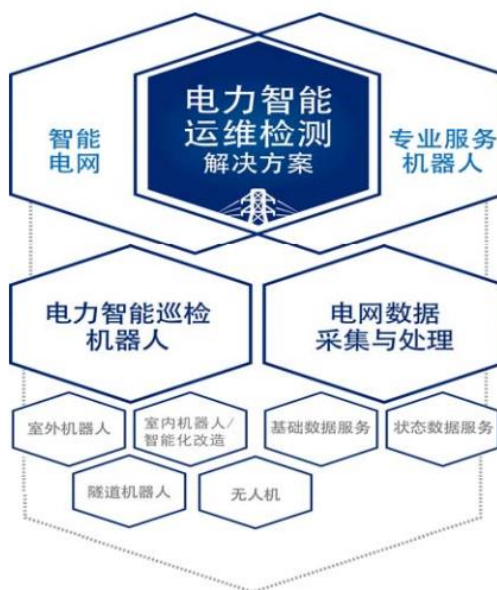 电力智能
运维检测
解决方案
智能
电网
专业服务
机器人
电力智能巡检
机器人
电网数据
采集与处理
室外机器人
室内机器人/
智能化改造
基础数据服务
状态数据服务
隧道机器人
无人机